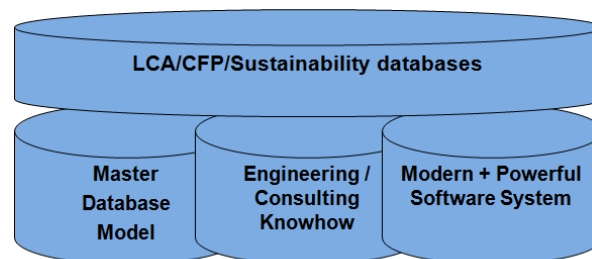 LCA/CFP/Sustainability databases
Master
Database
Model
Engineering /
Consulting
Knowhow
Modern + Powerful
Software System